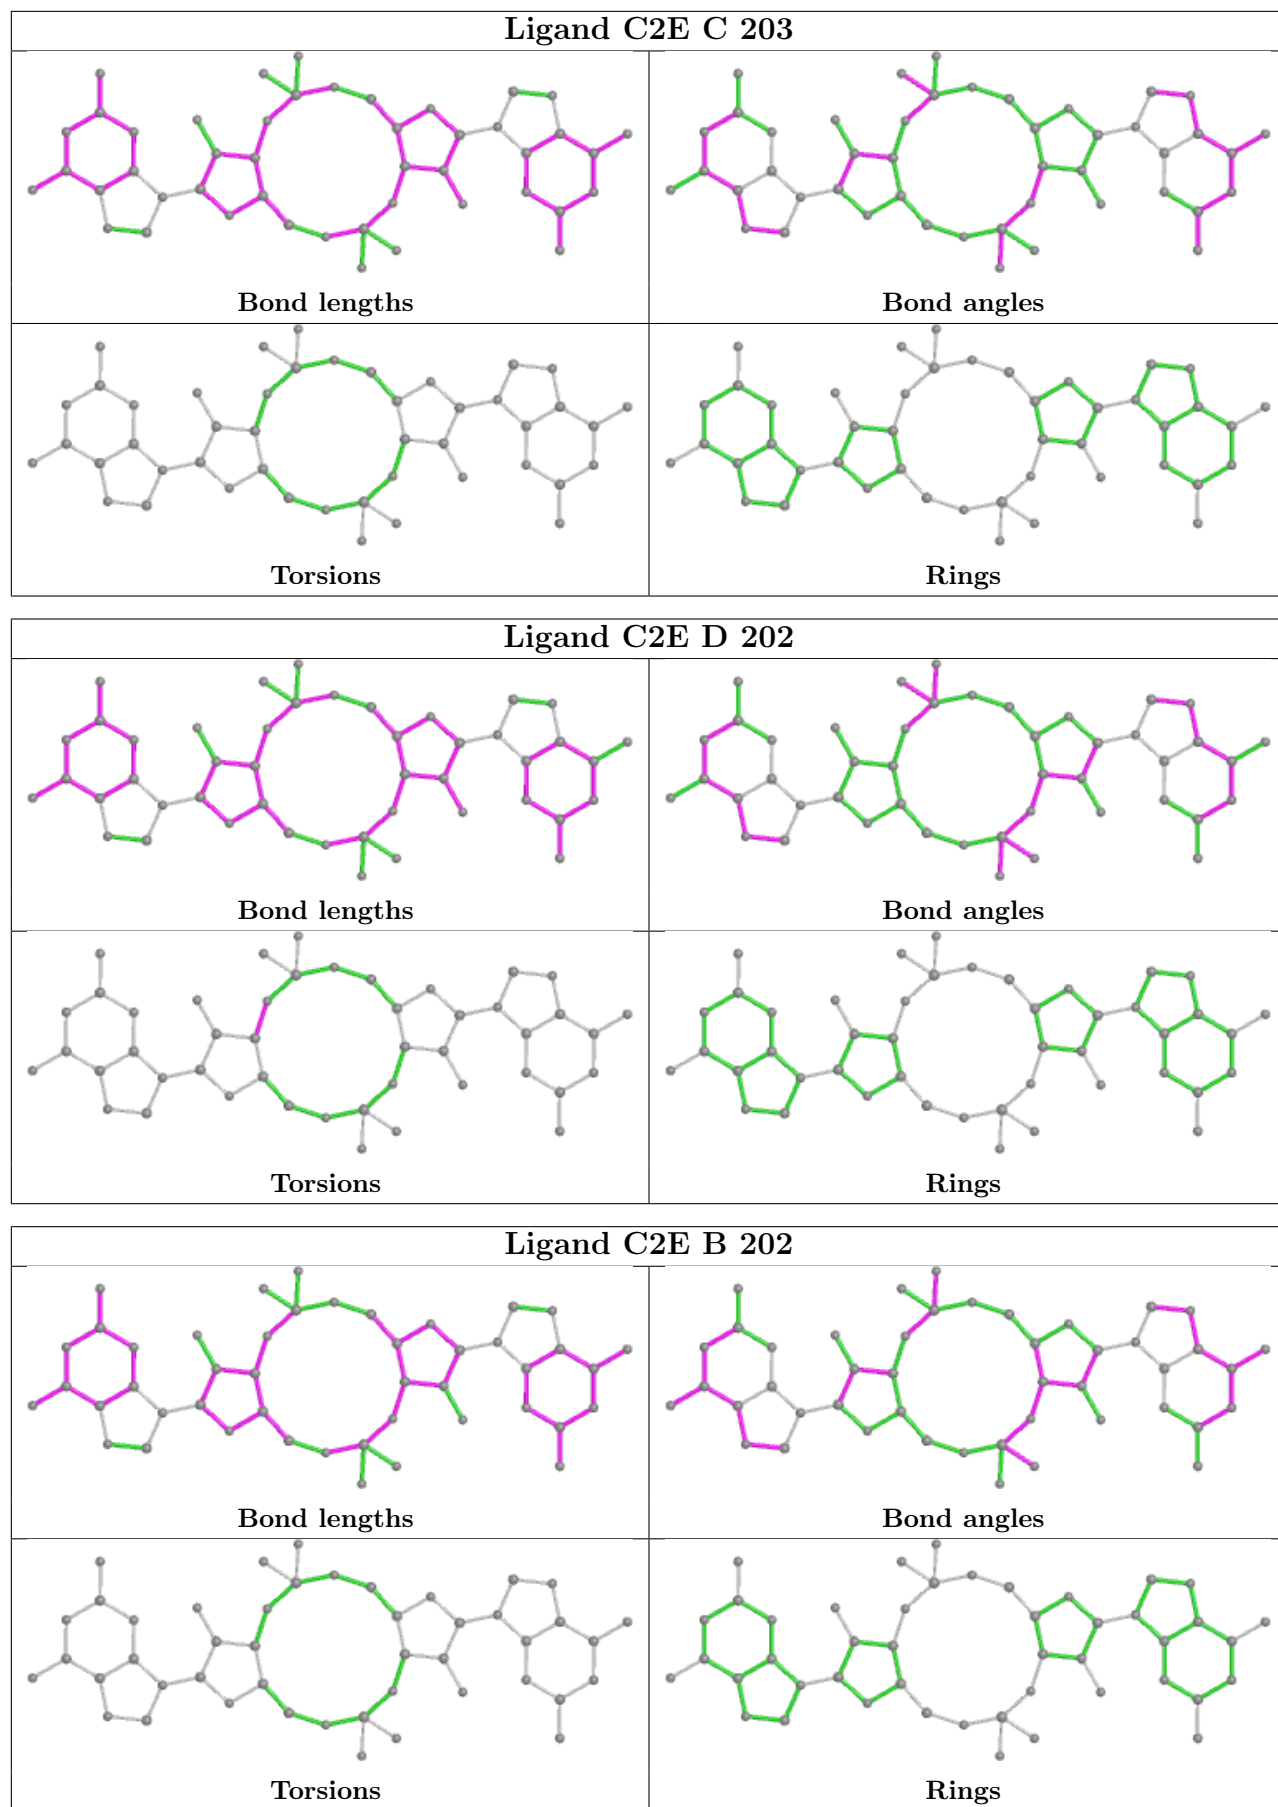 Ligand C2E C 203
Bond lengths
Bond angles
Torsions
Rings
Ligand C2E D 202
Bond lengths
Bond angles
Torsions
Rings
Ligand C2E B 202
Bond lengths
Bond angles
Torsions
Rings